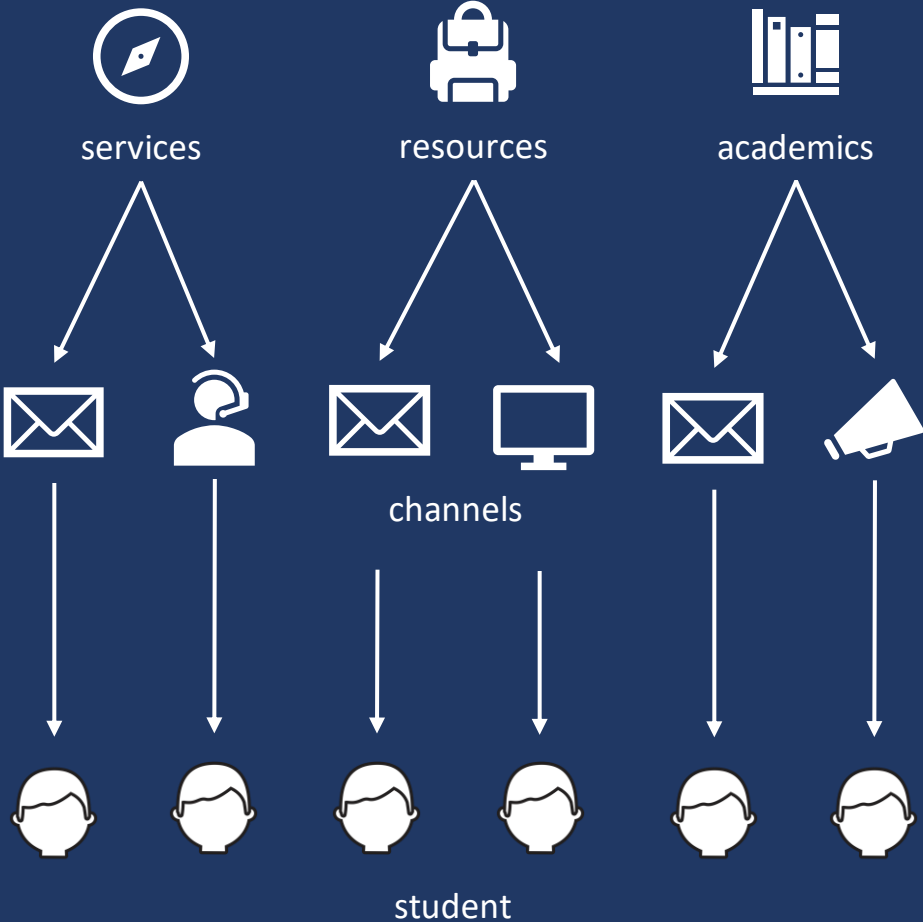 services
resources
academics
channels
student